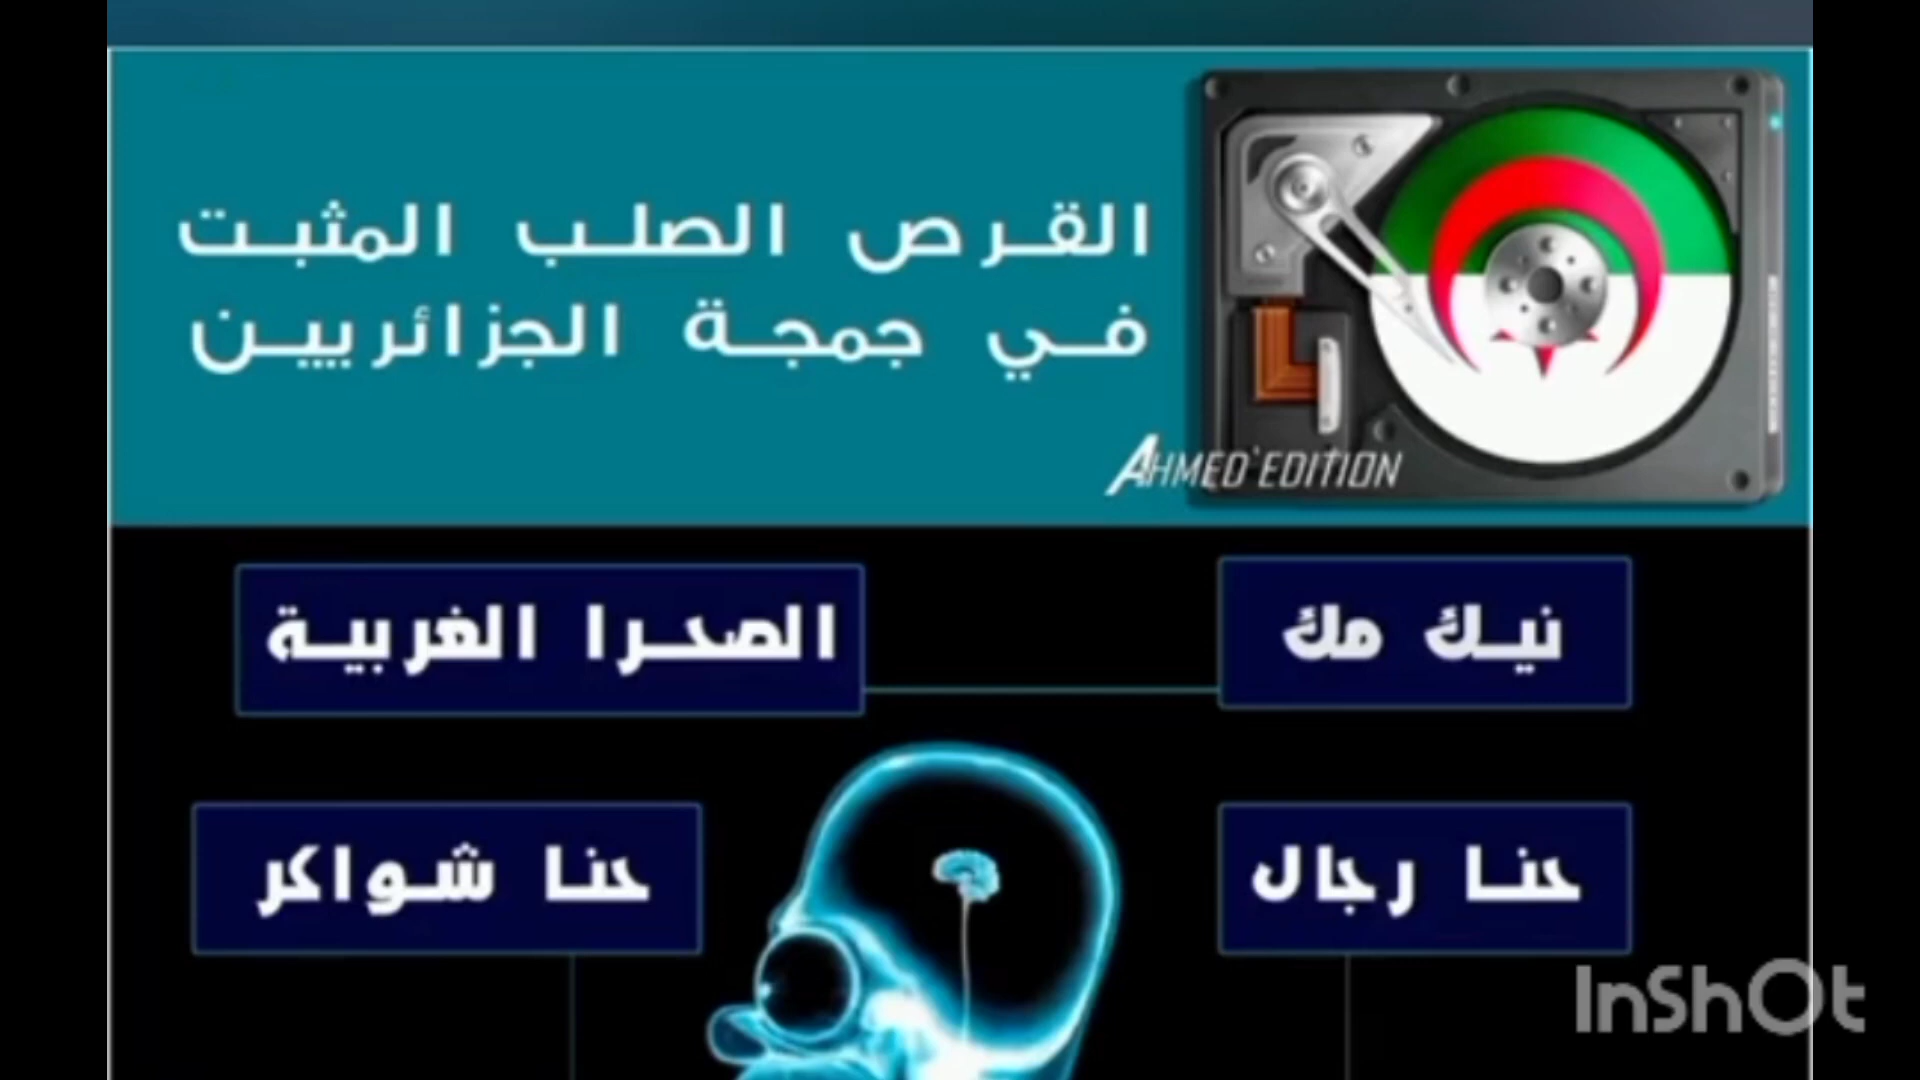 القرص الصلب المثبت
في جمجة الجزائريين
AHMED'EDITION
نيك مك
الصحرا الغربية
حنا رجال
حنا شواكر
InShOt